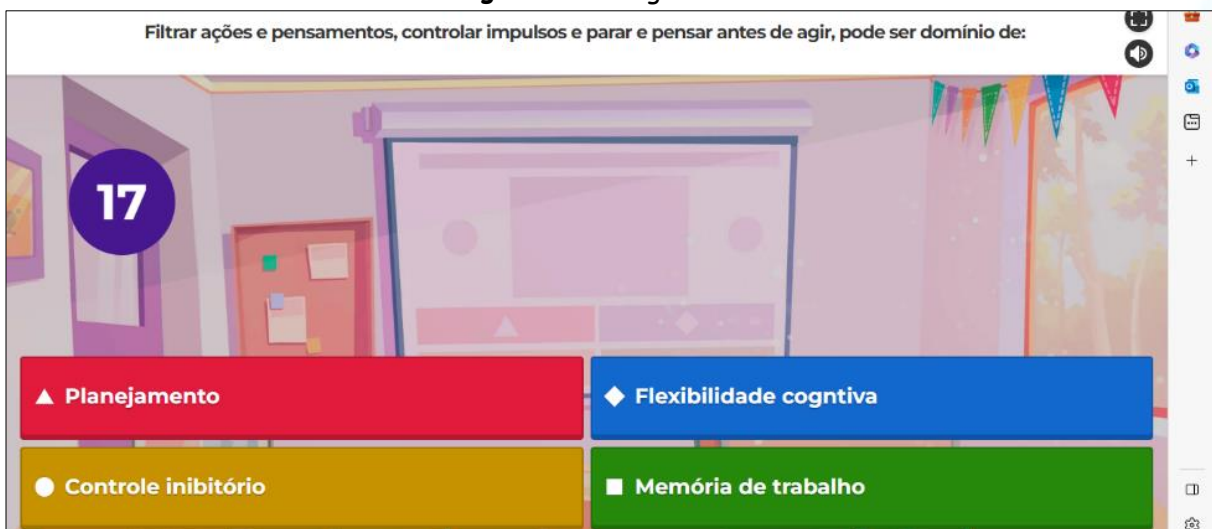 Filtrar ações e pensamentos, controlar impulsos e parar e pensar antes de agir, pode ser domínio de:
17
Planejamento
Flexibilidade cogntiva
Controle inibitório
Memória de trabalho